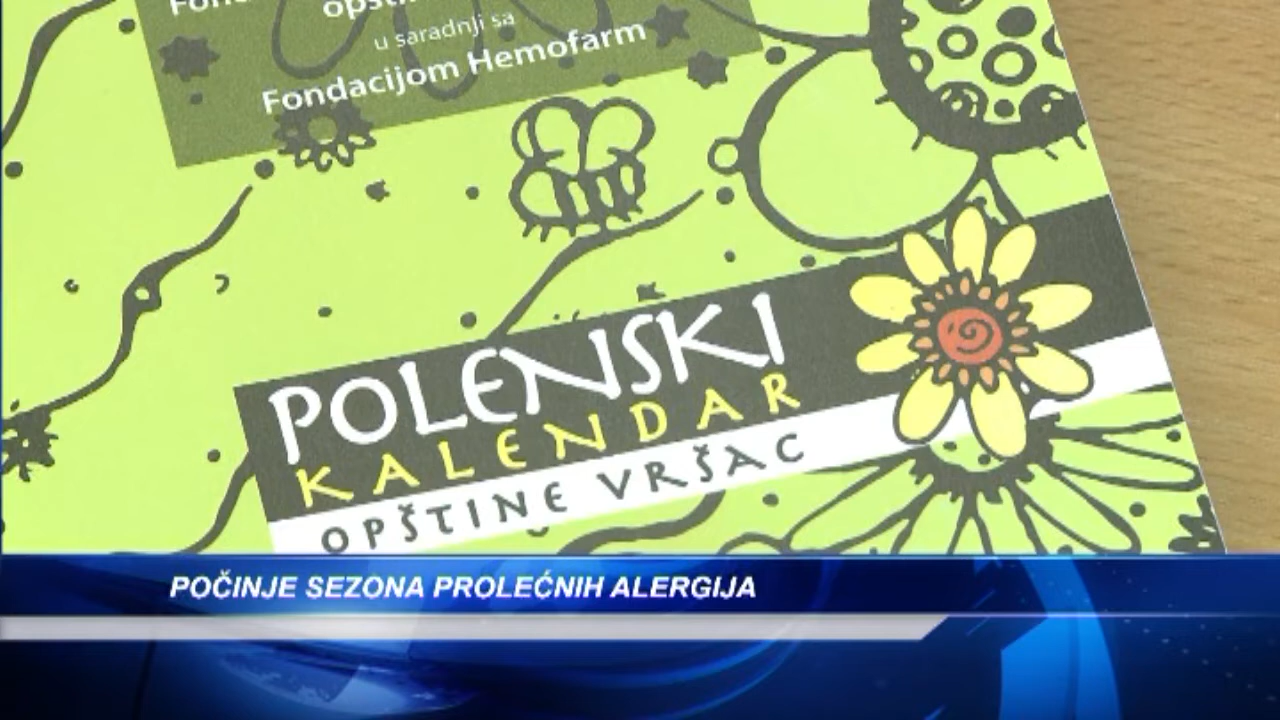 u saradnji sa
Fondacijom Hemofarm
POLENSKI
KALENDAR
OPŠTINE VRŠAC
POČINJE SEZONA PROLEĆNIH ALERGIJA